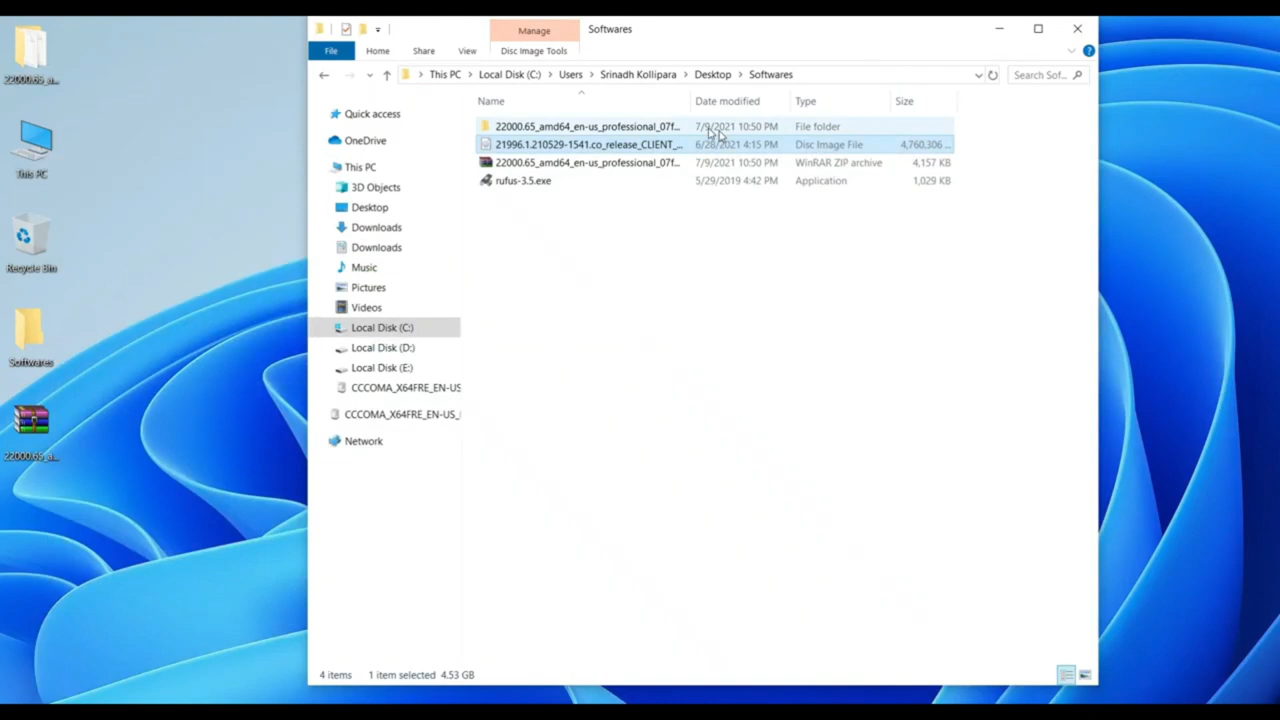 22000.65_a...
This PC
Recycle Bin
Softwares
22000.65_a...
Manage
Softwares
File
Home
Share
View
Disc Image Tools
This PC > Local Disk (C:) > Users > Srinadh Kollipara > Desktop > Softwares
Search Sof...
Quick access
OneDrive
This PC
3D Objects
Desktop
Downloads
Downloads
Music
Pictures
Videos
Local Disk (C:)
Local Disk (D:)
Local Disk (E:)
CCCOMA_X64FRE_EN-US
CCCOMA_X64FRE_EN-US_
Network
Name Date modified Type Size
22000.65_amd64_en-us_professional_07f... 7/9/2021 10:50 PM File folder
21996.1.210529-1541.co_release_CLIENT_... 6/28/2021 4:15 PM Disc Image File 4,760,306 ...
22000.65_amd64_en-us_professional_07f... 7/9/2021 10:50 PM WinRAR ZIP archive 4,157 KB
rufus-3.5.exe 5/29/2019 4:42 PM Application 1,029 KB
4 items 1 item selected 4.53 GB